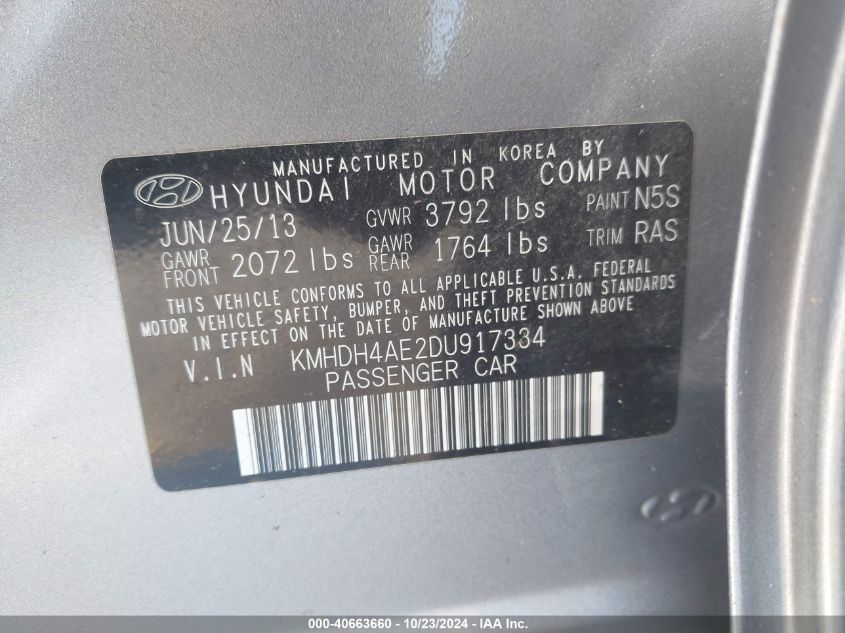 MANUFACTURED IN KOREA BY
HYUNDAI MOTOR COMPANY
JUN/25/13 GVWR 3792 lbs PAINT N5S
GAWR FRONT 2072 lbs GAWR REAR 1764 lbs TRIM RAS
THIS VEHICLE CONFORMS TO ALL APPLICABLE U.S.A. FEDERAL
MOTOR VEHICLE SAFETY, BUMPER, AND THEFT PREVENTION STANDARDS
IN EFFECT ON THE DATE OF MANUFACTURE SHOWN ABOVE
V.I.N KMHDH4AE2DU917334
PASSENGER CAR
000-40663660 - 10/23/2024 - IAA Inc.